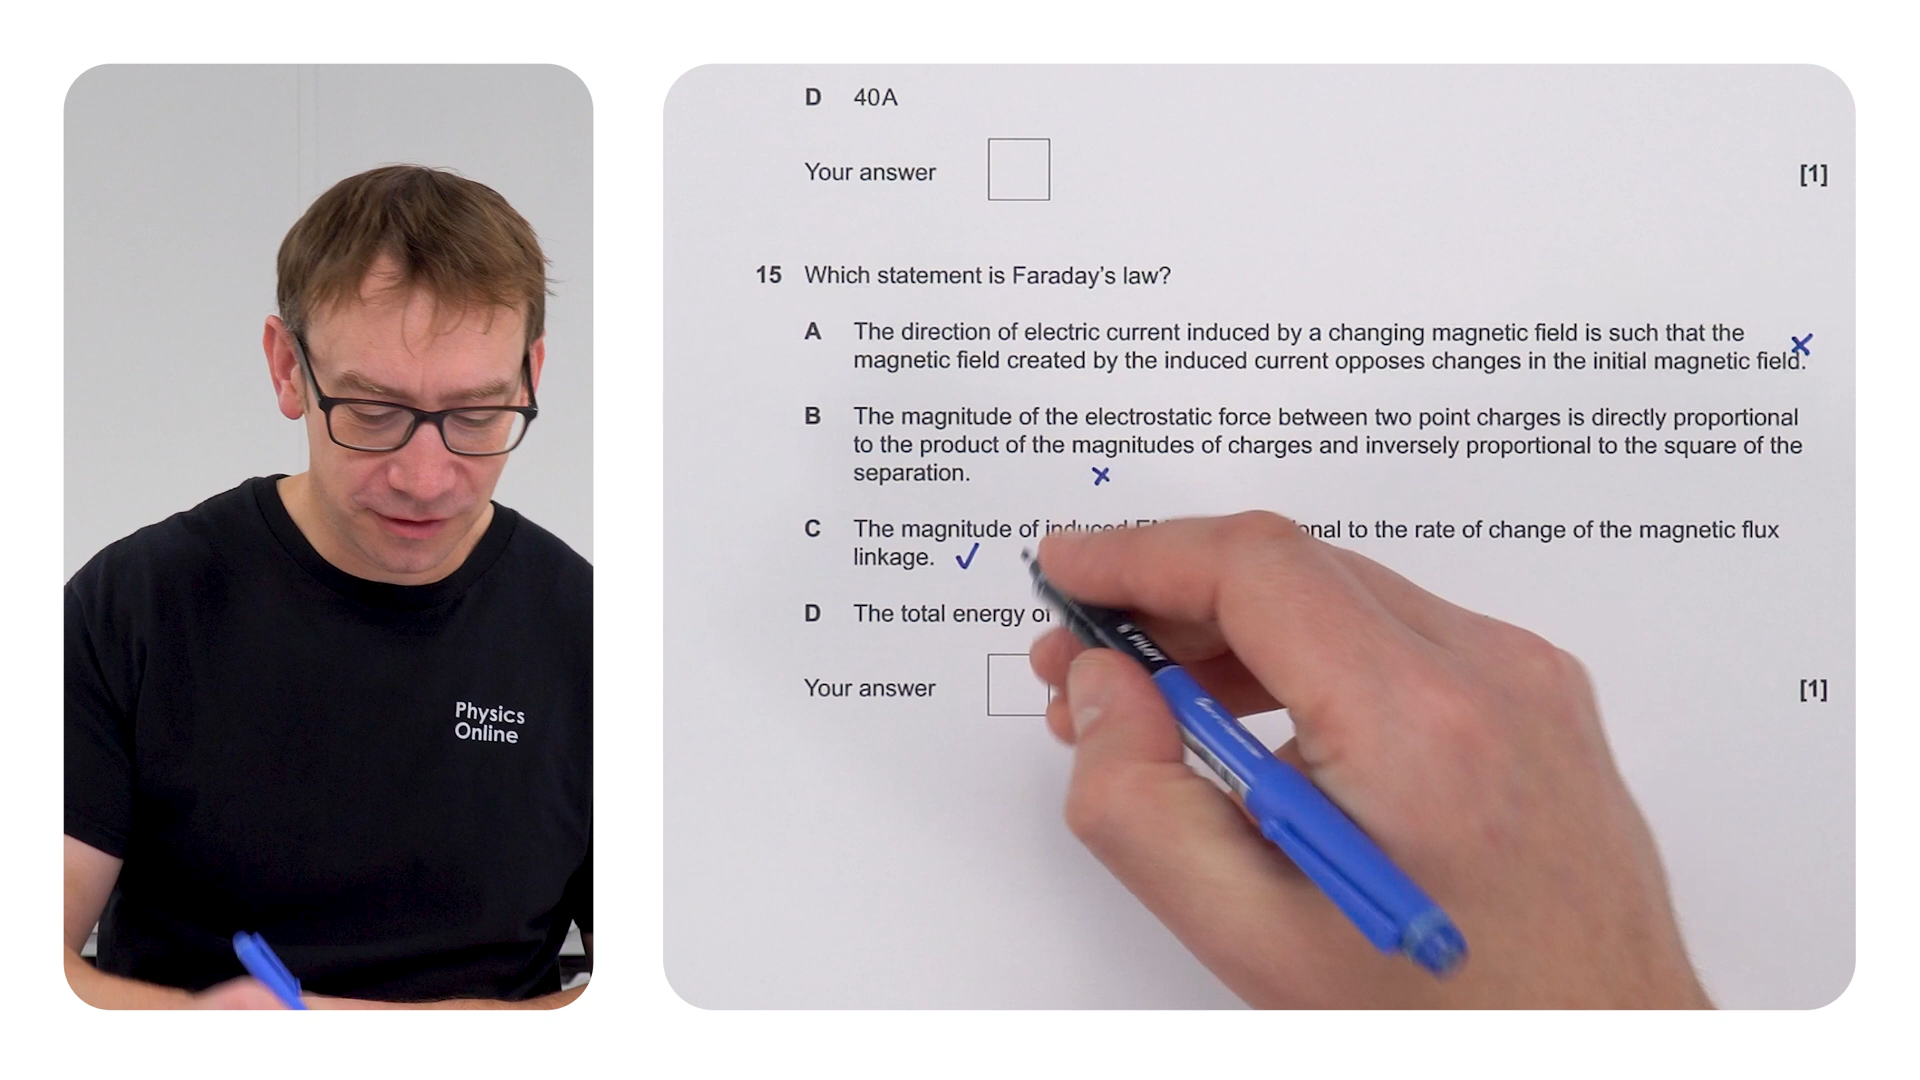 Physics
Online
D 40A
Your answer
[1]
15 Which statement is Faraday's law?
A The direction of electric current induced by a changing magnetic field is such that the
magnetic field created by the induced current opposes changes in the initial magnetic field.
B The magnitude of the electrostatic force between two point charges is directly proportional
to the product of the magnitudes of charges and inversely proportional to the square of the
separation.
C The magnitude of induced to the rate of change of the magnetic flux
linkage.
D The total energy of
Your answer
[1]
PILOT